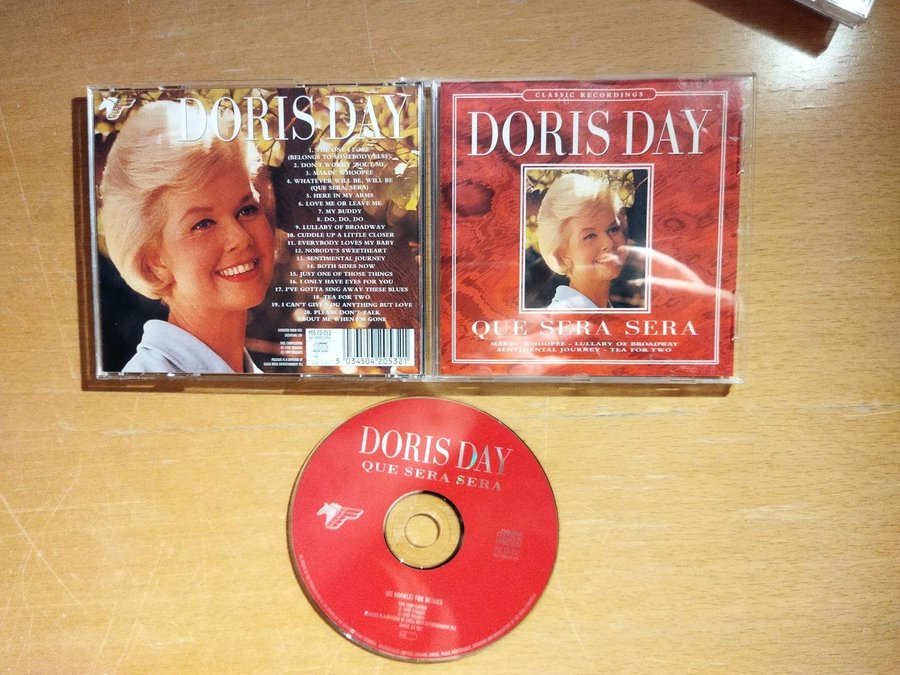 DORIS DAY
1. THE ONE I LOVE
(BELONGS TO SOMEBODY ELSE)
2. DON'T WORRY 'BOUT ME
3. MAKIN' WHOOPEE
4. WHATEVER WILL BE, WILL BE
(QUE SERA, SERA)
5. HERE IN MY ARMS
6. LOVE ME OR LEAVE ME
7. MY BUDDY
8. DO, DO, DO
9. LULLABY OF BROADWAY
10. CUDDLE UP A LITTLE CLOSER
11. EVERYBODY LOVES MY BABY
12. NOBODY'S SWEETHEART
13. SENTIMENTAL JOURNEY
14. BOTH SIDES NOW
15. JUST ONE OF THOSE THINGS
16. I ONLY HAVE EYES FOR YOU
17. I'VE GOTTA SING AWAY THESE BLUES
18. TEA FOR TWO
19. I CAN'T GIVE YOU ANYTHING BUT LOVE
20. PLEASE DON'T TALK
ABOUT ME WHEN I'M GONE
5 034504 205321
CLASSIC RECORDINGS
DORIS DAY
QUE SERA SERA
MAKIN' WHOOPEE - LULLABY OF BROADWAY
SENTIMENTAL JOURNEY - TEA FOR TWO
DORIS DAY
QUE SERA SERA
SEE BOOKLET FOR DETAILS